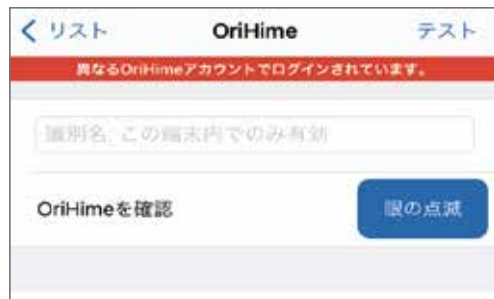 リスト OriHime テスト
異なるOriHimeアカウントでログインされています。
識別名 この端末内でのみ有効
OriHimeを確認 眼の点滅